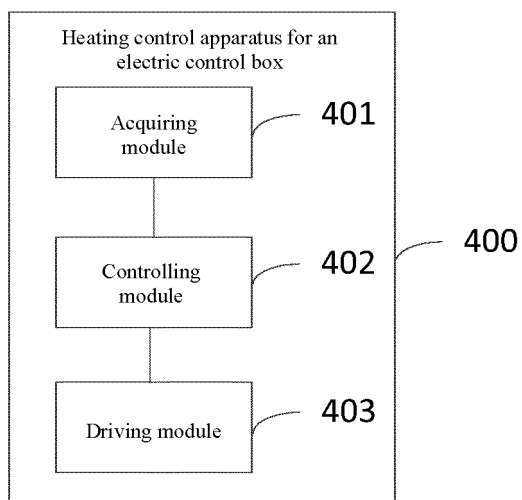 Heating control apparatus for an
electric control box
Acquiring
module
401
400
Controlling
module
402
Driving module
403